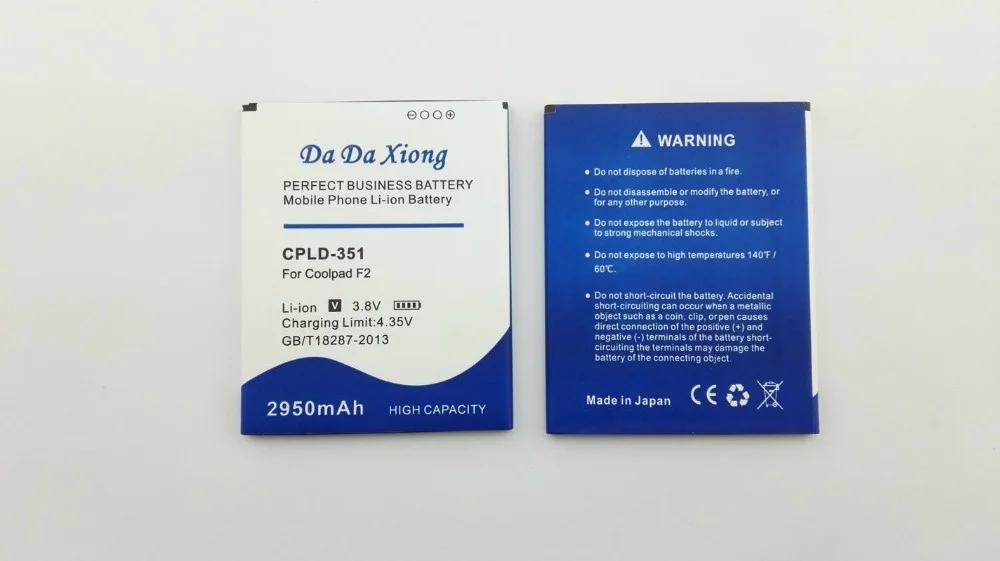 Da Da Xiong
PERFECT BUSINESS BATTERY
Mobile Phone Li-ion Battery
CPLD-351
For Coolpad F2
Li-ion V 3.8V
Charging Limit:4.35V
GB/T18287-2013
2950mAh HIGH CAPACITY
WARNING
• Do not dispose of batteries in a fire.
• Do not disassemble or modify the battery, or
for any other purpose.
• Do not expose the battery to liquid or subject
to strong mechanical shocks.
• Do not expose to high temperatures 140℉ /
60℃.
• Do not short-circuit the battery. Accidental
short-circuiting can occur when a metallic
object such as a coin, clip, or pen causes
direct connection of the positive (+) and
negative (-) terminals of the battery short-
circuiting the terminals may damage the
battery of the connecting object.
Made in Japan CE